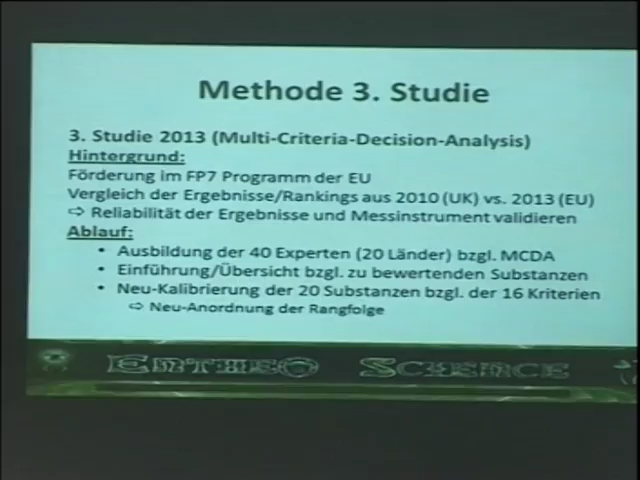 Methode 3. Studie
3. Studie 2013 (Multi-Criteria-Decision-Analysis)
Hintergrund:
Förderung im FP7 Programm der EU
Vergleich der Ergebnisse/Rankings aus 2010 (UK) vs. 2013 (EU)
⇨ Reliabilität der Ergebnisse und Messinstrument validieren
Ablauf:
• Ausbildung der 40 Experten (20 Länder) bzgl. MCDA
• Einführung/Übersicht bzgl. zu bewertenden Substanzen
• Neu-Kalibrierung der 20 Substanzen bzgl. der 16 Kriterien
⇨ Neu-Anordnung der Rangfolge
Entheo Science